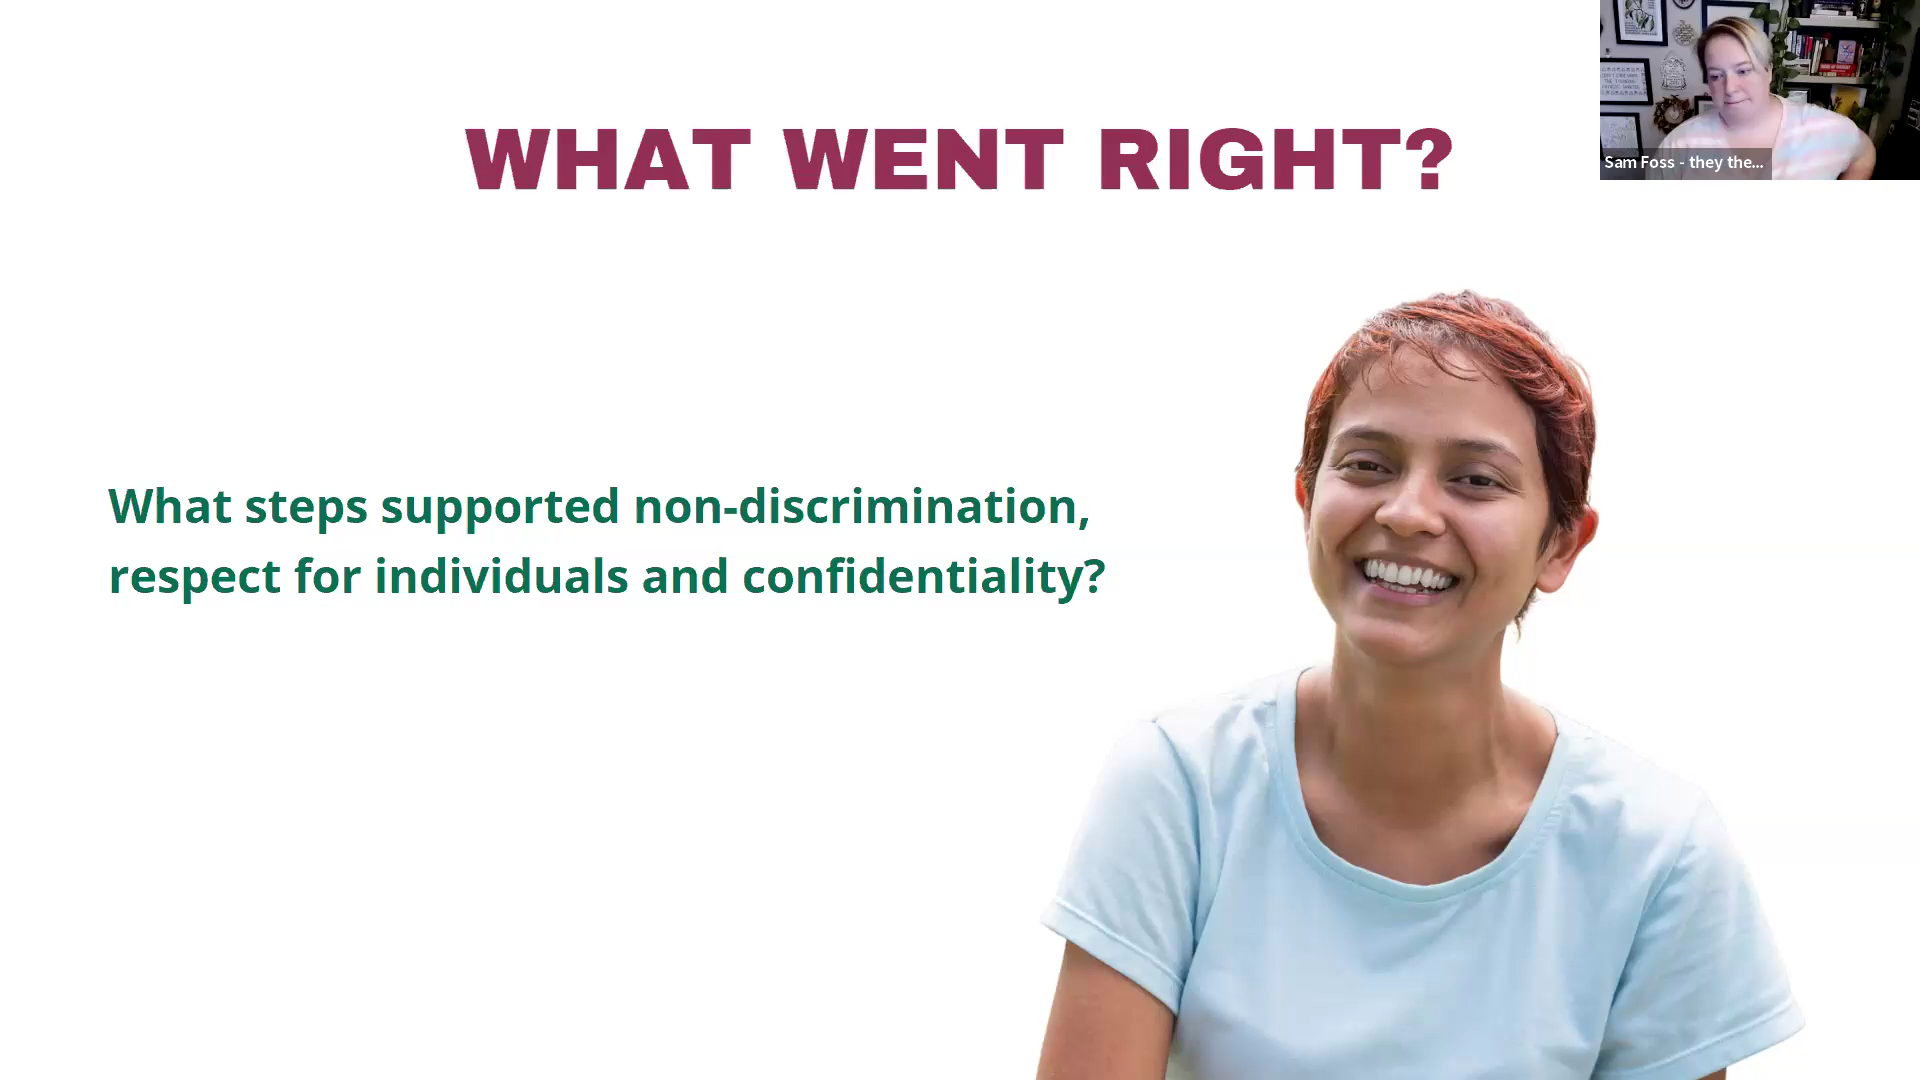 WHAT WENT RIGHT?
Sam Foss - they the...
What steps supported non-discrimination,
respect for individuals and confidentiality?